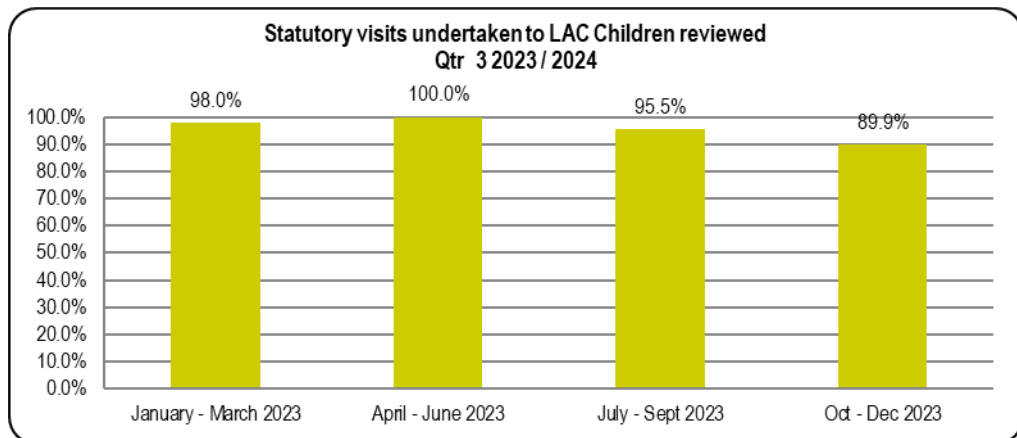 Statutory visits undertaken to LAC Children reviewed
Qtr 3 2023 / 2024
98.0%
100.0%
95.5%
89.9%
100.0%
90.0%
80.0%
70.0%
60.0%
50.0%
40.0%
30.0%
20.0%
10.0%
0.0%
January - March 2023
April - June 2023
July - Sept 2023
Oct - Dec 2023